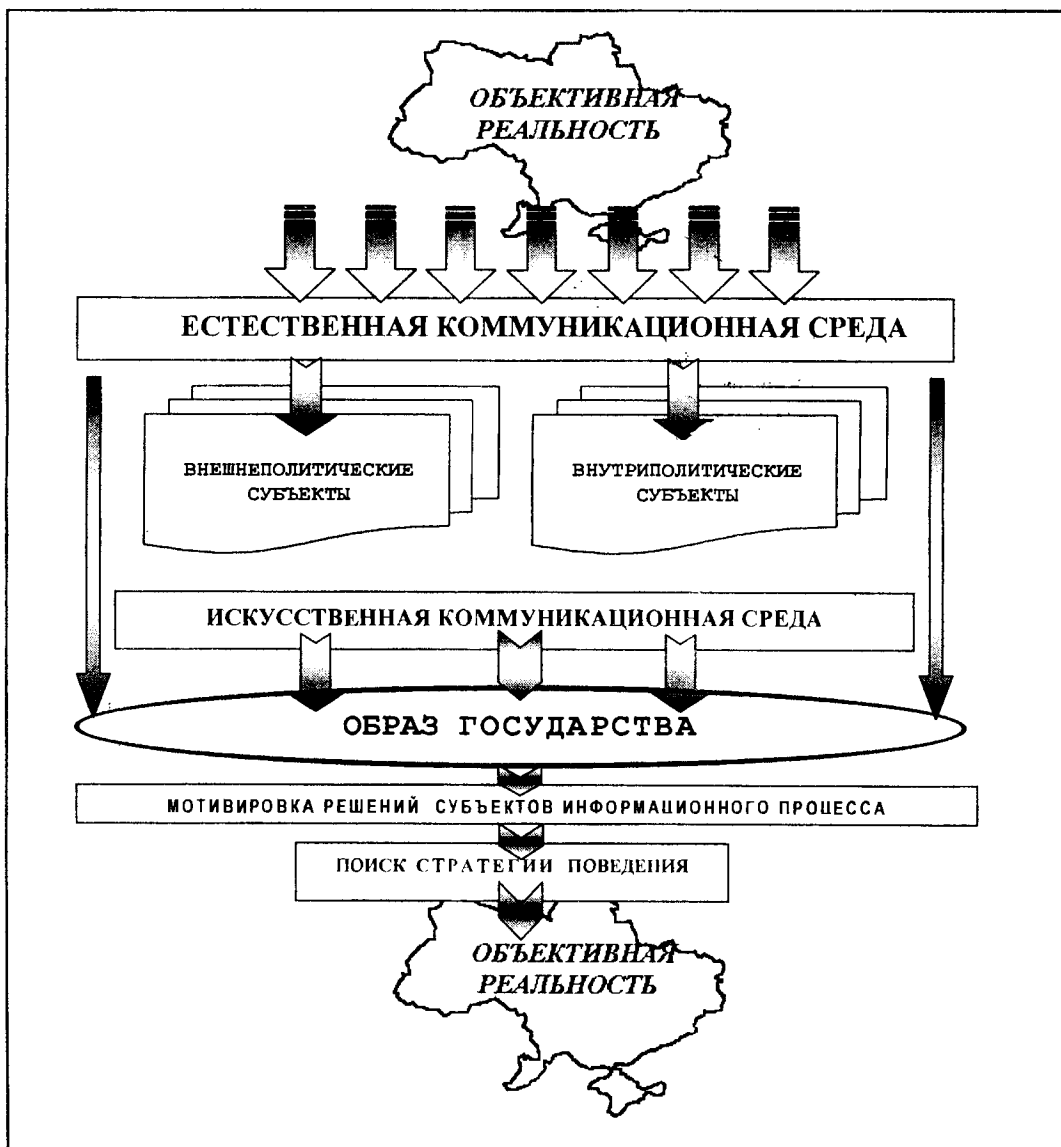 ОБЪЕКТИВНАЯ
РЕАЛЬНОСТЬ
ЕСТЕСТВЕННАЯ КОММУНИКАЦИОННАЯ СРЕДА
ВНЕШНЕПОЛИТИЧЕСКИЕ
СУБЪЕКТЫ
ВНУТРИПОЛИТИЧЕСКИЕ
СУБЪЕКТЫ
ИСКУССТВЕННАЯ КОММУНИКАЦИОННАЯ СРЕДА
ОБРАЗ ГОСУДАРСТВА
МОТИВИРОВКА РЕШЕНИЙ СУБЪЕКТОВ ИНФОРМАЦИОННОГО ПРОЦЕССА
ПОИСК СТРАТЕГИИ ПОВЕДЕНИЯ
ОБЪЕКТИВНАЯ
РЕАЛЬНОСТЬ